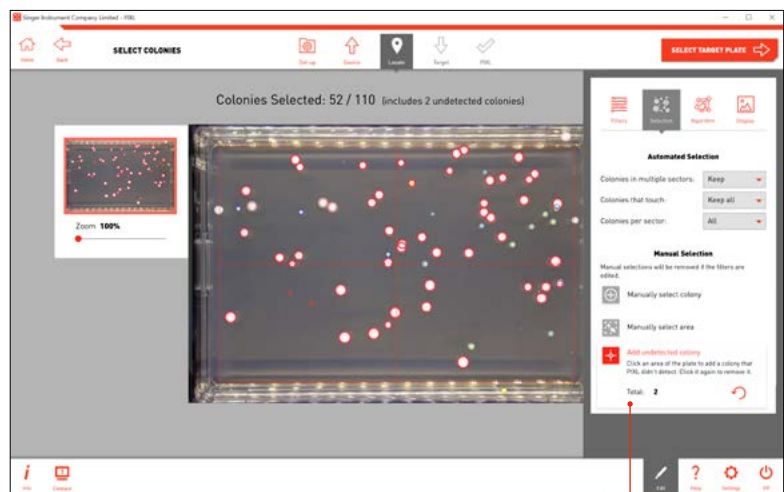 Singer Instrument Company Limited - PIXL
Home
Back
SELECT COLONIES
Set-up
Source
Locate
Target
PIXL
SELECT TARGET PLATE
Colonies Selected: 52 / 110 (includes 2 undetected colonies)
Zoom 100%
Filters
Selection
Algorithm
Display
Automated Selection
Colonies in multiple sectors: Keep
Colonies that touch: Keep all
Colonies per sector: All
Manual Selection
Manual selections will be removed if the filters are
edited.
Manually select colony
Manually select area
Add undetected colony
Click an area of the plate to add a colony that
PIXL didn't detect. Click it again to remove it.
Total: 2
Info
Connect
Edit
Help
Settings
Off